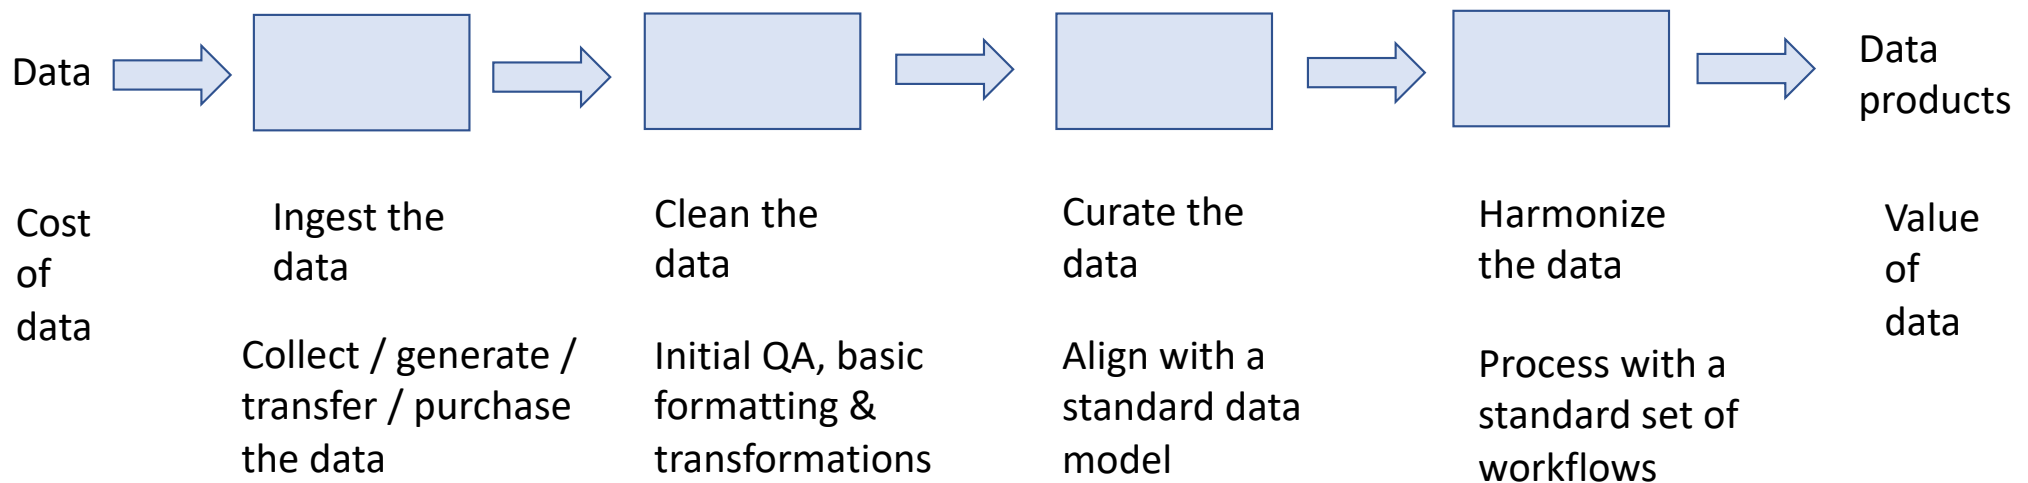 Data
Data
products
Cost
of
data
Ingest the
data
Clean the
data
Curate the
data
Harmonize
the data
Value
of
data
Collect / generate /
transfer / purchase
the data
Initial QA, basic
formatting &
transformations
Align with a
standard data
model
Process with a
standard set of
workflows